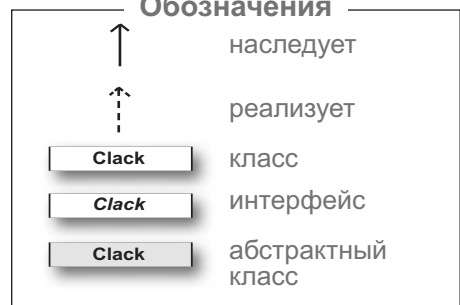 Обозначения
наследует
реализует
Clack класс
Clack интерфейс
Clack абстрактный
класс